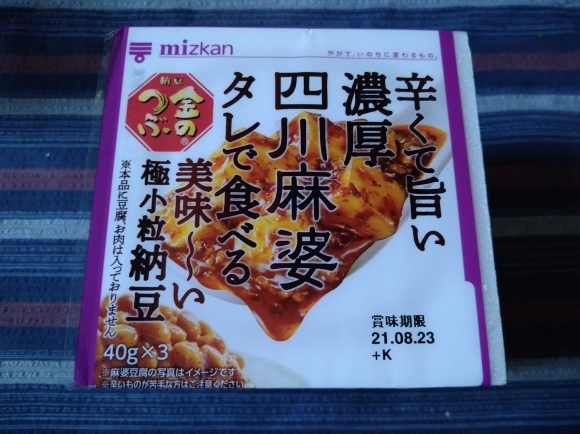 mizkan
やがて、いのちに変わるもの。
納豆
金の
つぶ®
辛くて旨い
濃厚
四川麻婆
タレで食べる
美味〜い
極小粒納豆
※本品に豆腐、お肉は入っておりません
40g×3
賞味期限
21.08.23
+K
※麻婆豆腐の写真はイメージです
※辛いものが苦手な方はご注意ください